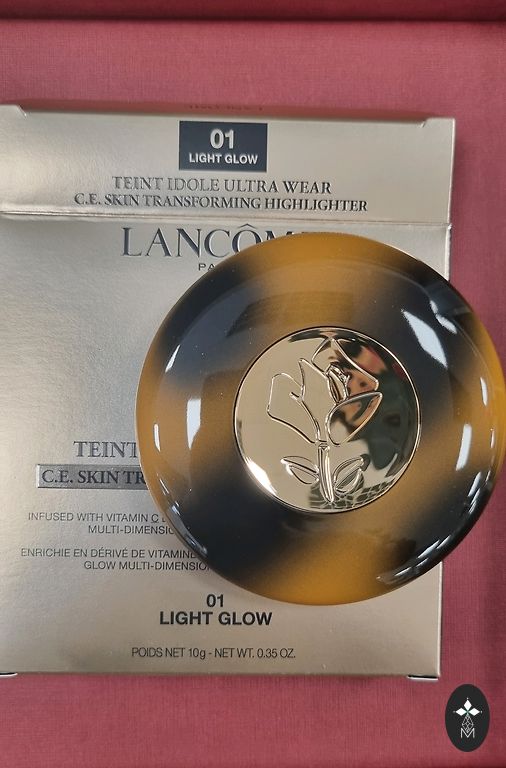 01
LIGHT GLOW
TEINT IDOLE ULTRA WEAR
C.E. SKIN TRANSFORMING HIGHLIGHTER
LANCÔM
PA
TEINT
C.E. SKIN TR
INFUSED WITH VITAMIN C
MULTI-DIMENSIO
ENRICHIE EN DÉRIVÉ DE VITAMINE
GLOW MULTI-DIMENSIO
01
LIGHT GLOW
POIDS NET 10g - NET WT. 0.35 OZ.
M